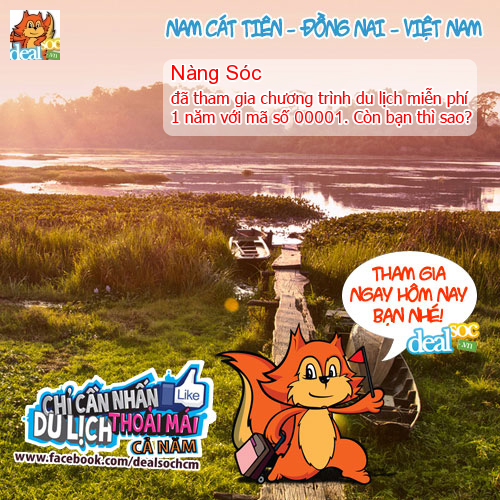 deal
sóc
.vn
NAM CÁT TIÊN - ĐỒNG NAI - VIỆT NAM
Nàng Sóc
đã tham gia chương trình du lịch miễn phí
1 năm với mã số 00001. Còn bạn thì sao?
THAM GIA
NGAY HÔM NAY
BẠN NHÉ!
deal sóc
.vn
CHỈ CẦN NHẤN Like
DU LỊCH THOẢI MÁI
CẢ NĂM
www.facebook.com/dealsochcm